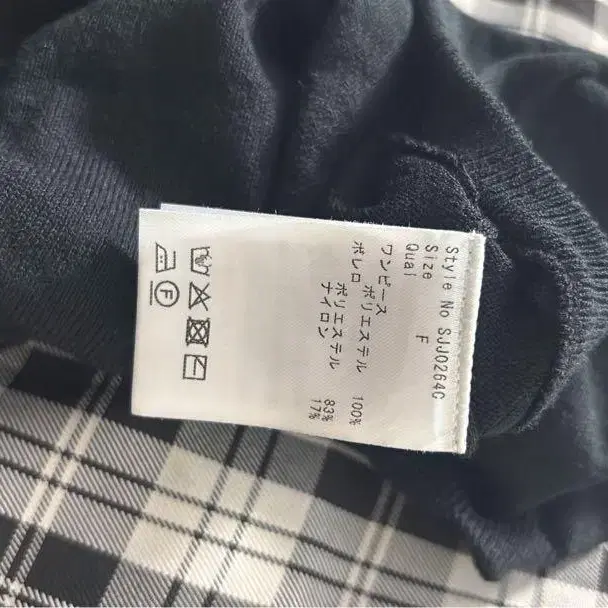 Style No SJJ0264G
Size F
Qual
ワンピース
ポリエステル 100%
ボレロ
ポリエステル 83%
ナイロン 17%
F